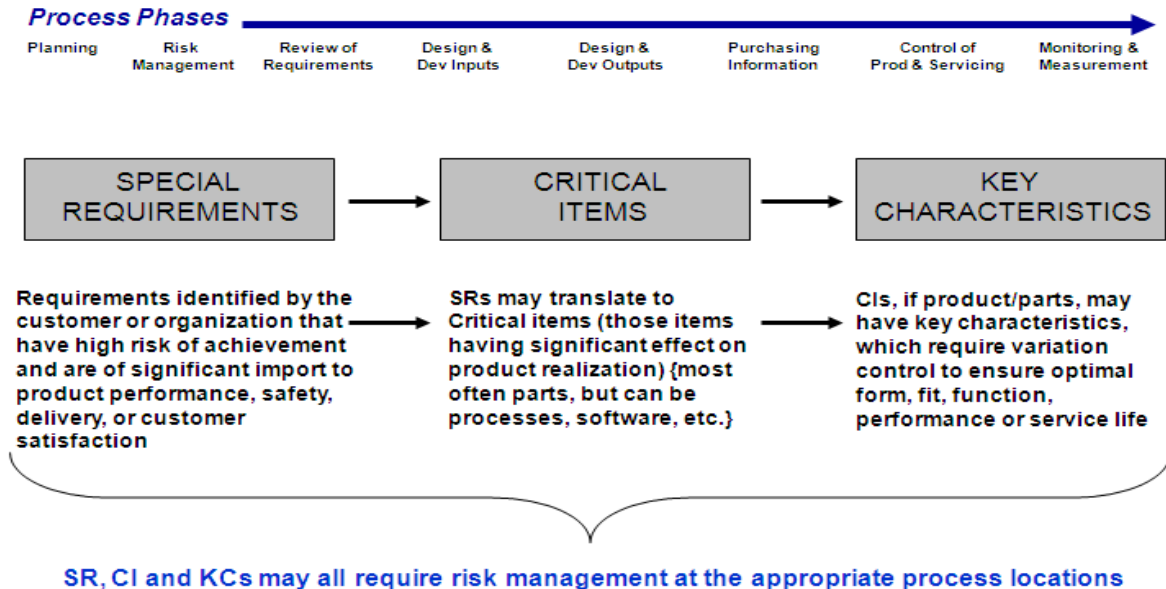 Process Phases
Planning
Risk
Management
Review of
Requirements
Design &
Dev Inputs
Design &
Dev Outputs
Purchasing
Information
Control of
Prod & Servicing
Monitoring &
Measurement
SPECIAL
REQUIREMENTS
CRITICAL
ITEMS
KEY
CHARACTERISTICS
Requirements identified by the
customer or organization that
have high risk of achievement
and are of significant import to
product performance, safety,
delivery, or customer
satisfaction
SRs may translate to
Critical items (those items
having significant effect on
product realization) {most
often parts, but can be
processes, software, etc.}
CIs, if product/parts, may
have key characteristics,
which require variation
control to ensure optimal
form, fit, function,
performance or service life
SR, CI and KCs may all require risk management at the appropriate process locations